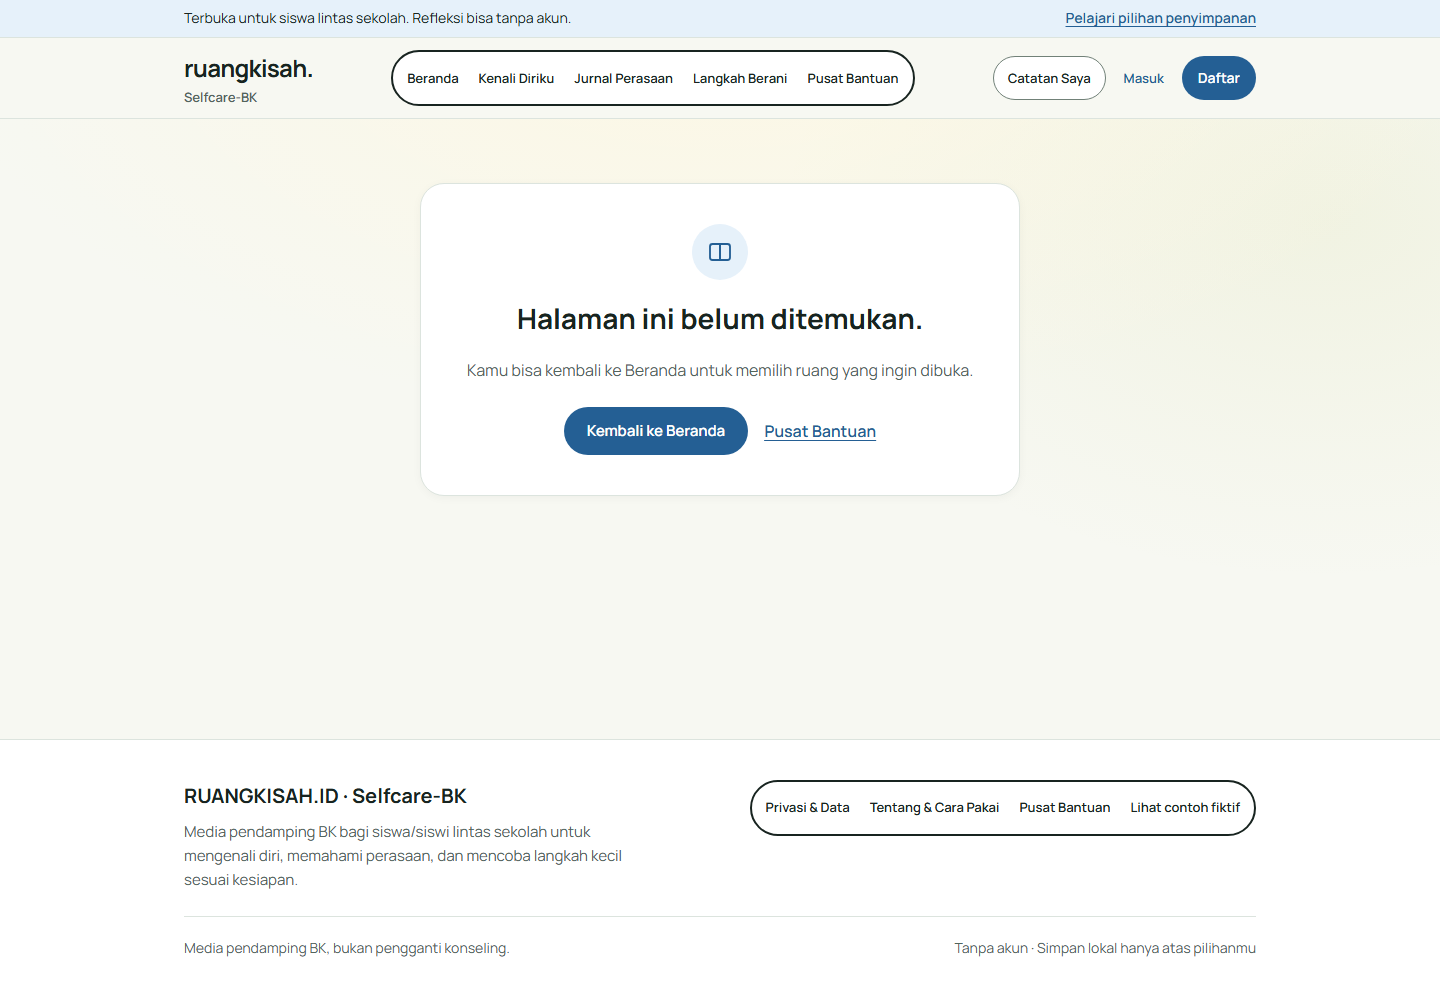 Terbuka untuk siswa lintas sekolah. Refleksi bisa tanpa akun.
Pelajari pilihan penyimpanan
ruangkisah.
Selfcare-BK
Beranda
Kenali Diriku
Jurnal Perasaan
Langkah Berani
Pusat Bantuan
Catatan Saya
Masuk
Daftar
Halaman ini belum ditemukan.
Kamu bisa kembali ke Beranda untuk memilih ruang yang ingin dibuka.
Kembali ke Beranda
Pusat Bantuan
RUANGKISAH.ID · Selfcare-BK
Media pendamping BK bagi siswa/siswi lintas sekolah untuk
mengenali diri, memahami perasaan, dan mencoba langkah kecil
sesuai kesiapan.
Privasi & Data
Tentang & Cara Pakai
Pusat Bantuan
Lihat contoh fiktif
Media pendamping BK, bukan pengganti konseling.
Tanpa akun · Simpan lokal hanya atas pilihanmu